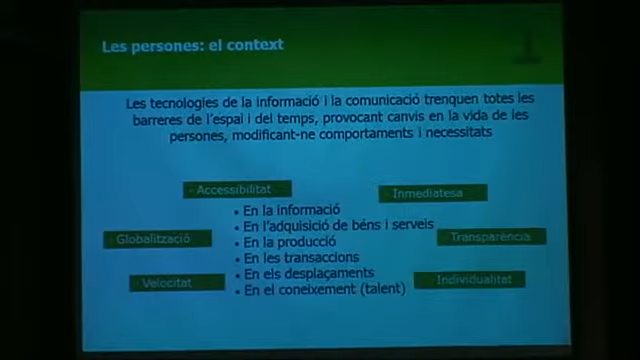 Les persones: el context
Les tecnologies de la informació i la comunicació trenquen totes les
barreres de l'espai i del temps, provocant canvis en la vida de les
persones, modificant-ne comportaments i necessitats
- Accessibilitat
- Inmediatesa
• En la informació
• En l'adquisició de béns i serveis
- Globalització
- Transparència
• En la producció
• En les transaccions
• En els desplaçaments
- Velocitat
- Individualitat
• En el coneixement (talent)